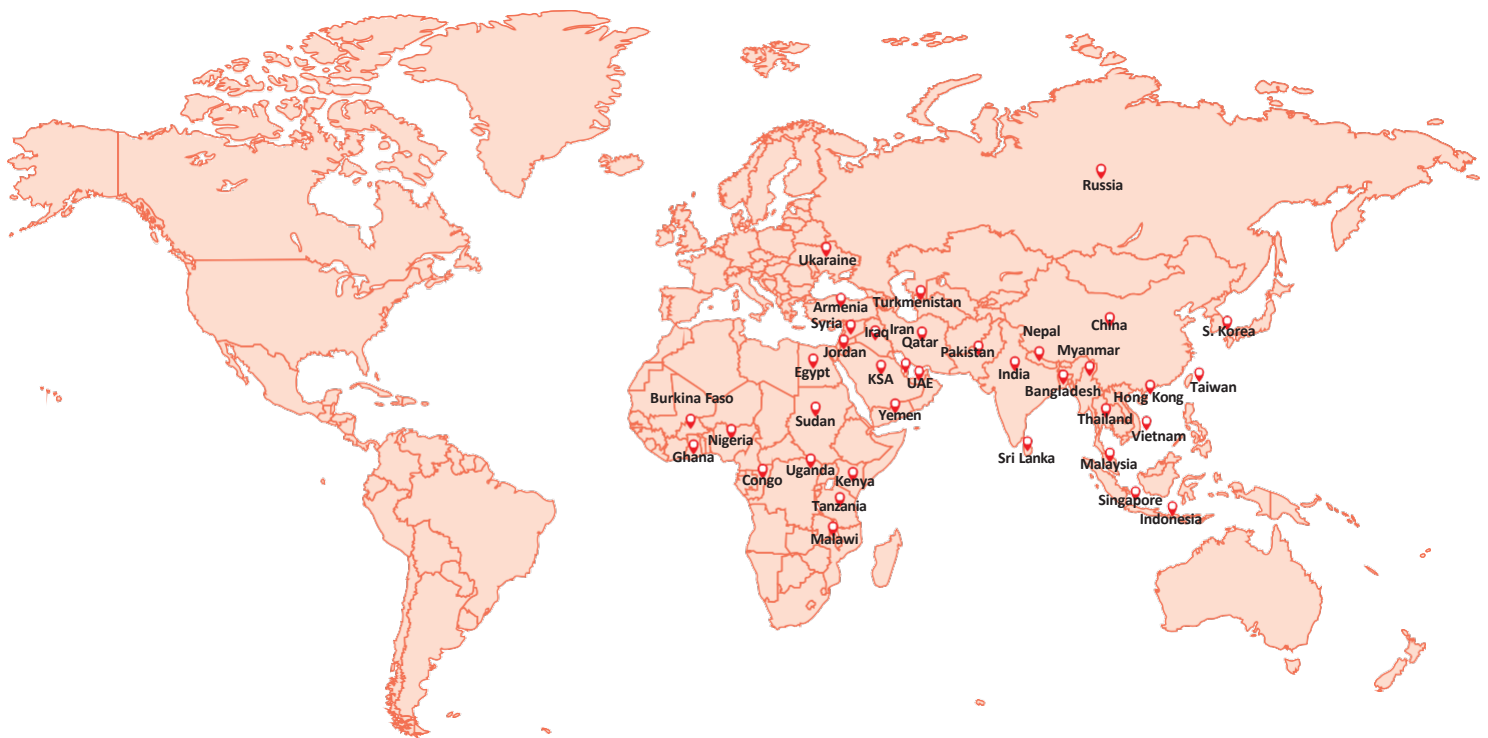 Russia
Ukaraine
Turkmenistan
Armenia
Syria
Iraq
Iran
Qatar
China
Nepal
S. Korea
Jordan
Pakistan
Myanmar
Egypt
KSA
UAE
India
Bangladesh
Taiwan
Burkina Faso
Hong Kong
Sudan
Yemen
Thailand
Nigeria
Vietnam
Ghana
Sri Lanka
Malaysia
Uganda
Congo
Kenya
Singapore
Tanzania
Indonesia
Malawi